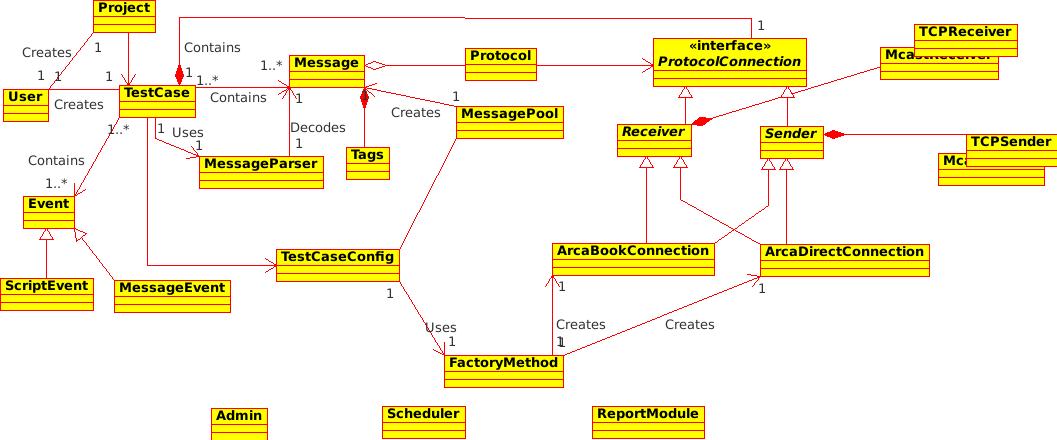 Project
TCPReceiver
1
«interface»
ProtocolConnection
Creates
1
Contains
Protocol
Message
1..*
1
1
1
1
1..*
User
TestCase
Contains
1
1
Creates
Creates
MessagePool
1..*
1
Uses
Decodes
1
1
Receiver
Sender
TCPSender
Contains
MessageParser
Tags
1..*
Event
TestCaseConfig
ArcaBookConnection
ArcaDirectConnection
ScriptEvent
MessageEvent
1
1
1
Uses
Creates
Creates
1
1
1
FactoryMethod
Admin
Scheduler
ReportModule